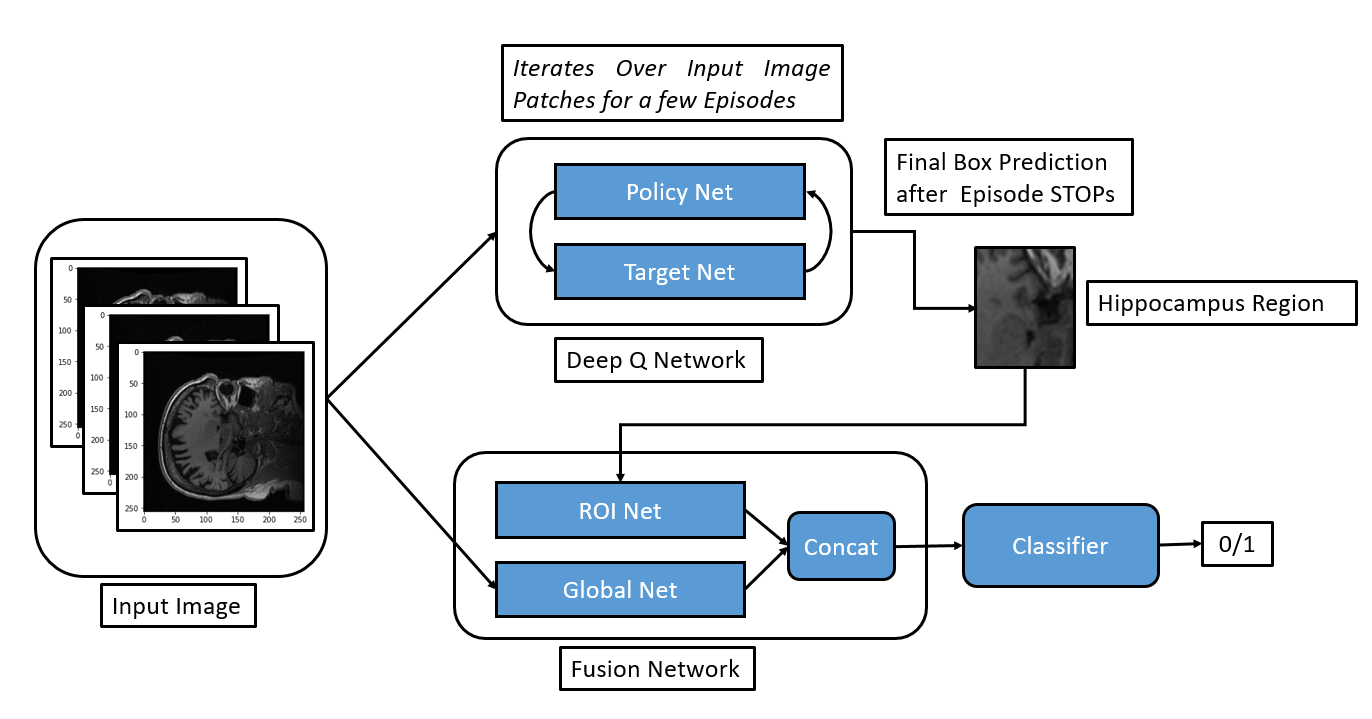 Iterates Over Input Image
Patches for a few Episodes
Final Box Prediction
after Episode STOPs
Policy Net
Target Net
Deep Q Network
Hippocampus Region
0
50
100
150
200
250
0
0
50
100
150
200
250
0
0
50
100
150
200
250
0
50
100
150
200
250
Input Image
ROI Net
Global Net
Concat
Classifier
0/1
Fusion Network